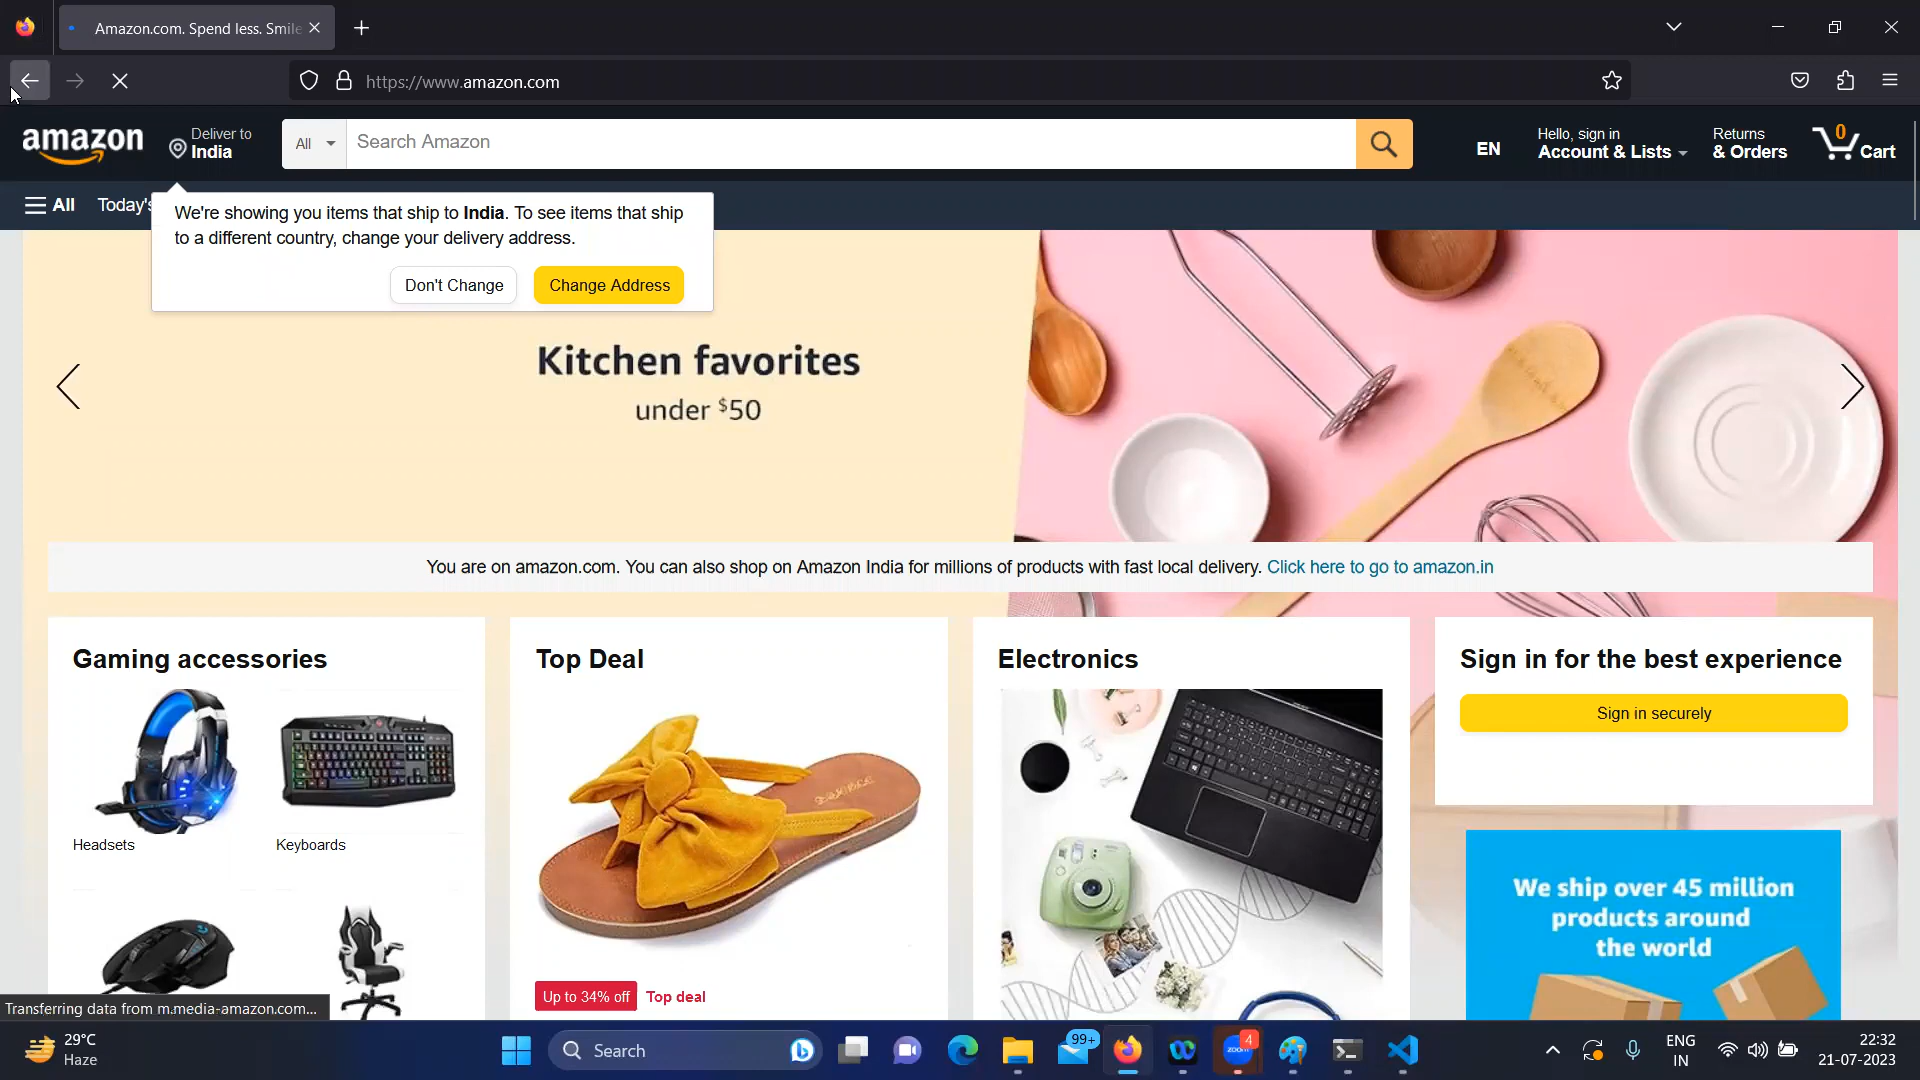 Amazon.com. Spend less. Smile
https://www.amazon.com
amazon
Deliver to
India
All
Search Amazon
EN
Hello, sign in
Account & Lists
Returns
& Orders
0
Cart
All
Today's
We're showing you items that ship to India. To see items that ship
to a different country, change your delivery address.
Don't Change
Change Address
Kitchen favorites
under $50
You are on amazon.com. You can also shop on Amazon India for millions of products with fast local delivery. Click here to go to amazon.in
Gaming accessories
Headsets
Keyboards
Top Deal
Up to 34% off
Top deal
Electronics
Sign in for the best experience
Sign in securely
We ship over 45 million
products around
the world
Transferring data from m.media-amazon.com...
29°C
Haze
Search
99+
zoom
4
ENG
IN
22:32
21-07-2023